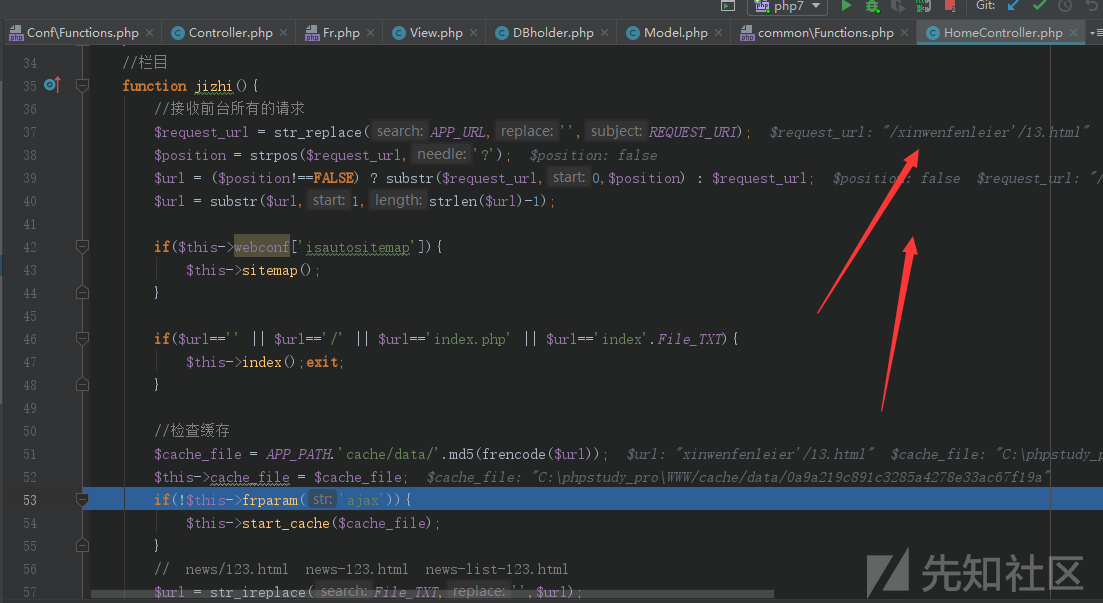 php7 Git:
Conf\Functions.php × Controller.php × Fr.php × View.php × DBholder.php × Model.php × common\Functions.php × HomeController.php ×
34 //栏目
35 function jizhi(){
36 //接收前台所有的请求
37 $request_url = str_replace( search: APP_URL, replace: '', subject: REQUEST_URI); $request_url: "/xinwenfenleier'/13.html"
38 $position = strpos($request_url, needle: '?'); $position: false
39 $url = ($position!==FALSE) ? substr($request_url, start: 0,$position) : $request_url; $position: false $request_url: "/
40 $url = substr($url, start: 1, length: strlen($url)-1);
41
42 if($this->webconf['isautositemap']){
43 $this->sitemap();
44 }
45
46 if($url=='' || $url=='/' || $url=='index.php' || $url=='index'.File_TXT){
47 $this->index();exit;
48 }
49
50 //检查缓存
51 $cache_file = APP_PATH.'cache/data/'.md5(frencode($url)); $url: "xinwenfenleier'/13.html" $cache_file: "C:\phpstudy_p
52 $this->cache_file = $cache_file; $cache_file: "C:\phpstudy_pro\WWW/cache/data/0a9a219c891c3285a4278e33ac67f19a"
53 if(!$this->frparam( str: 'ajax')){
54 $this->start_cache($cache_file);
55 }
56 // news/123.html news-123.html news-list-123.html
57 $url = str_ireplace( search: File_TXT, replace: '',$url);
先知社区